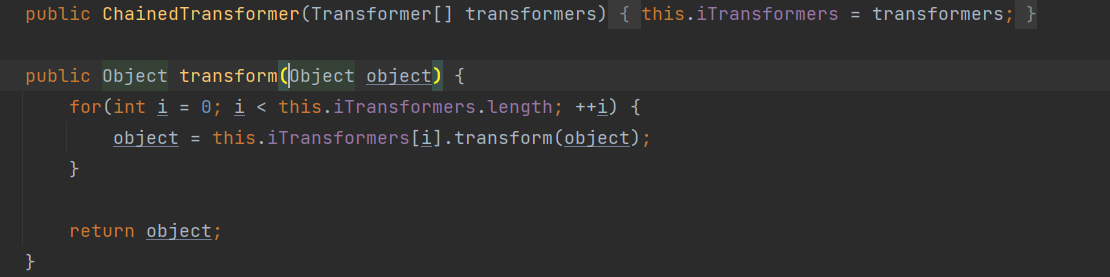 public ChainedTransformer(Transformer[] transformers) { this.iTransformers = transformers; }
public Object transform(Object object) {
for(int i = 0; i < this.iTransformers.length; ++i) {
object = this.iTransformers[i].transform(object);
}
return object;
}